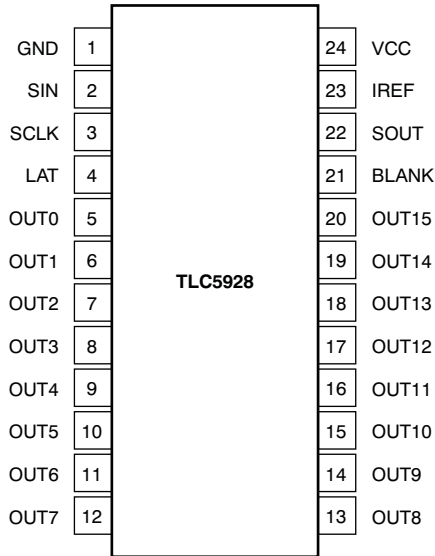 GND 1 24 VCC
SIN 2 23 IREF
SCLK 3 22 SOUT
LAT 4 21 BLANK
OUT0 5 20 OUT15
OUT1 6 19 OUT14
TLC5928
OUT2 7 18 OUT13
OUT3 8 17 OUT12
OUT4 9 16 OUT11
OUT5 10 15 OUT10
OUT6 11 14 OUT9
OUT7 12 13 OUT8